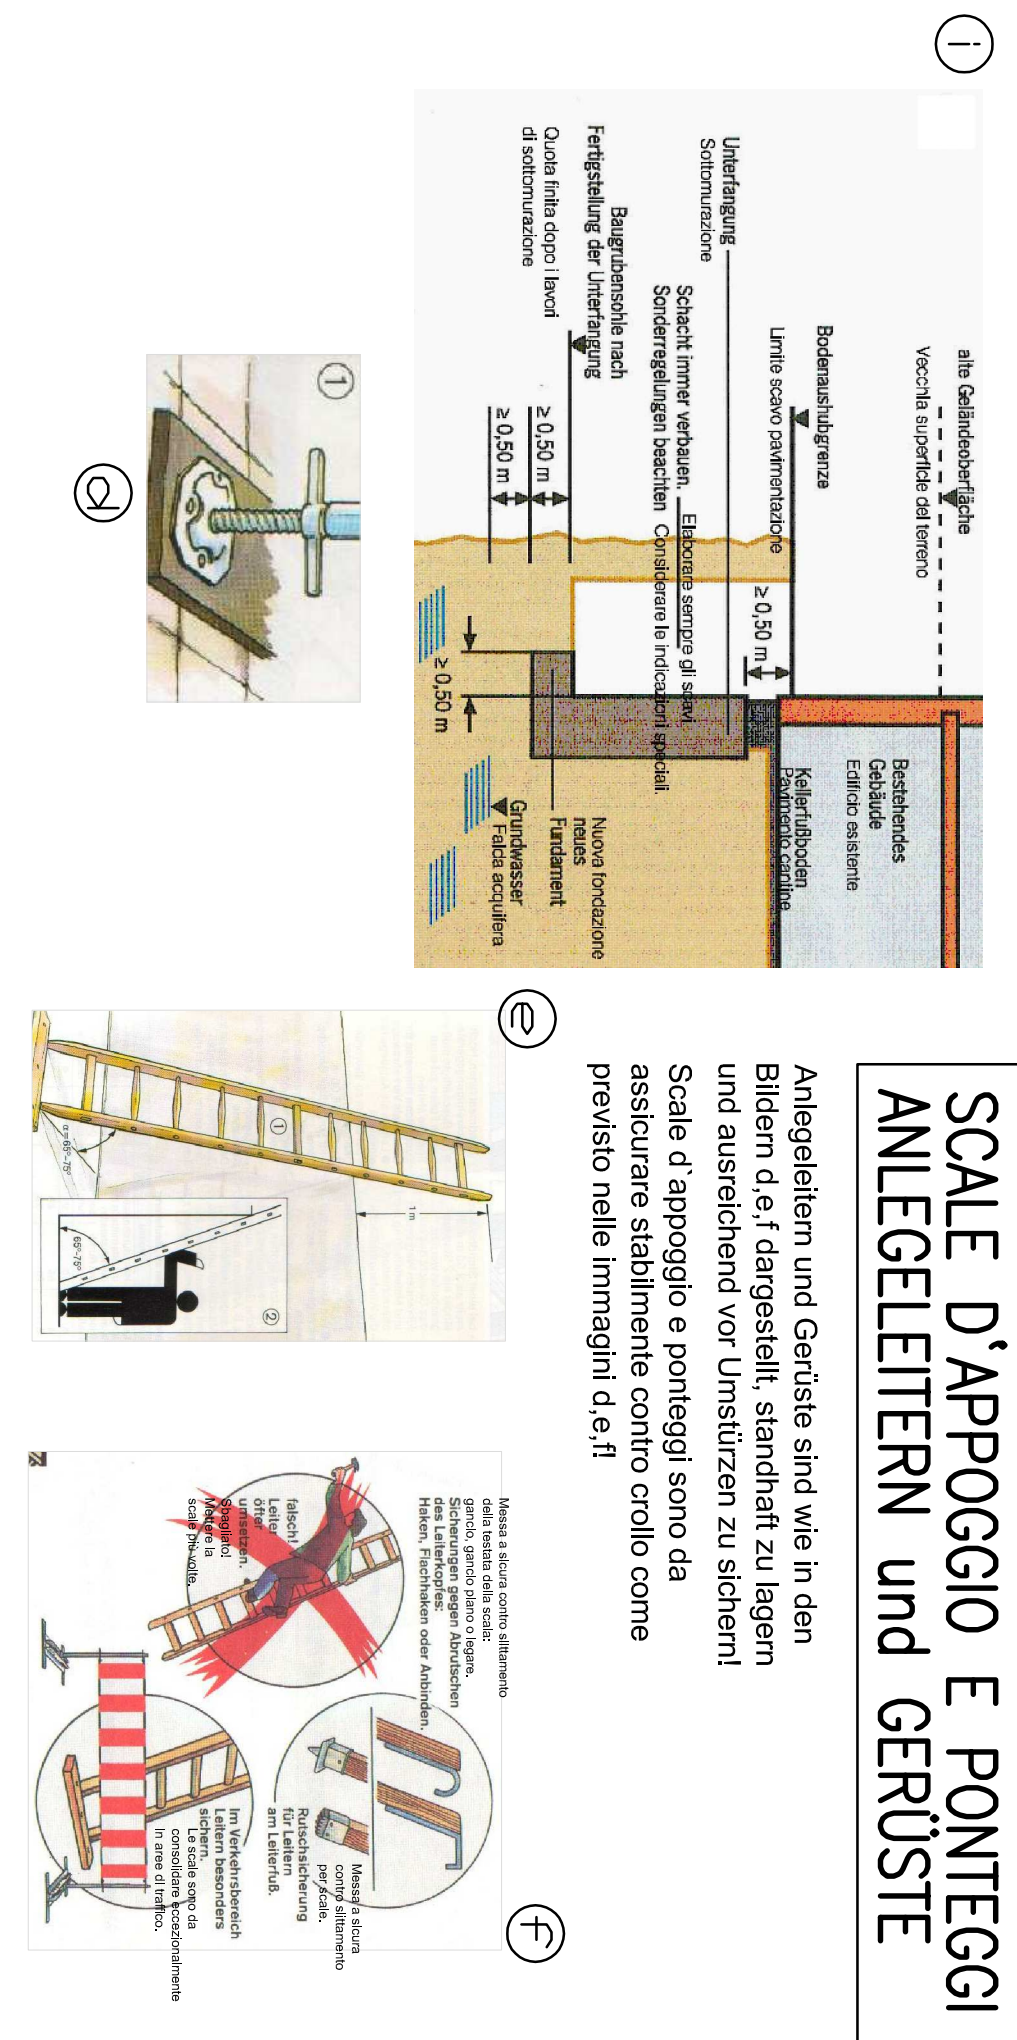 i
alte Geländeoberfläche
Vecchia superficie del terreno
Bodenaushubgrenze
Limite scavo pavimentazione
≥ 0,50 m
Unterfangung
Sottomurazione
Schacht immer verbauen.
Elaborare sempre gli scavi
Sonderregelungen beachten
Considerare le indicazioni speciali.
Baugrubensohle nach
Fertigstellung der Unterfangung
Quota finita dopo i lavori
di sottomurazione
≥ 0,50 m
≥ 0,50 m
≥ 0,50 m
Bestehendes
Gebäude
Edificio esistente
Kellerfußboden
Pavimento cantine
Nuova fondazione
neues
Fundament
Grundwasser
Falda acquifera
1
d
SCALE D'APPOGGIO E PONTEGGI
ANLEGELEITERN und GERÜSTE
Anlegeleitern und Gerüste sind wie in den
Bildern d,e,f dargestellt, standhaft zu lagern
und ausreichend vor Umstürzen zu sichern!
Scale d`appoggio e ponteggi sono da
assicurare stabilmente contro crollo come
previsto nelle immagini d,e,f!
e
1
1 m
α=65°-75°
2
65°-75°
f
Messa a sicura contro slittamento
della testata della scala:
gancio, gancio piano o legare.
Sicherungen gegen Abrutschen
des Leiterkopfes:
Haken, Flachhaken oder Anbinden.
falsch!
Leiter
öfter
umsetzen.
Sbagliato!
Mettere la
scale più volte.
Messa a sicura
contro slittamento
per scale.
Rutschsicherung
für Leitern
am Leiterfuß.
Im Verkehrsbereich
Leitern besonders
sichern.
Le scale sono da
consolidare eccezionalmente
in aree di traffico.